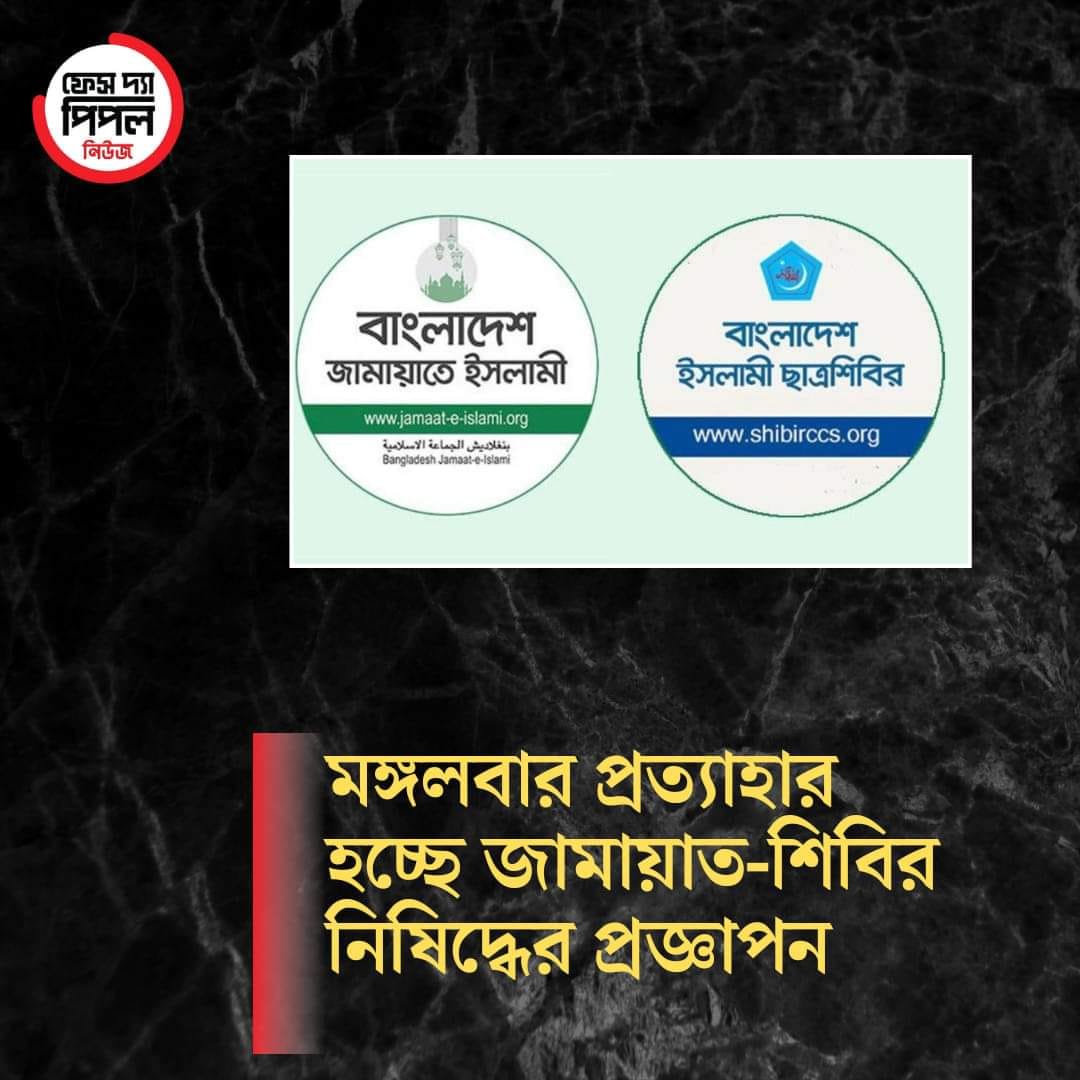 ফেস দ্যা
পিপল
নিউজ
বাংলাদেশ
জামায়াতে ইসলামী
www.jamaat-e-islami.org
بنغلاديش الجماعة الاسلامية
Bangladesh Jamaat-e-Islami
বাংলাদেশ
ইসলামী ছাত্রশিবির
www.shibirccs.org
মঙ্গলবার প্রত্যাহার
হচ্ছে জামায়াত-শিবির
নিষিদ্ধের প্রজ্ঞাপন